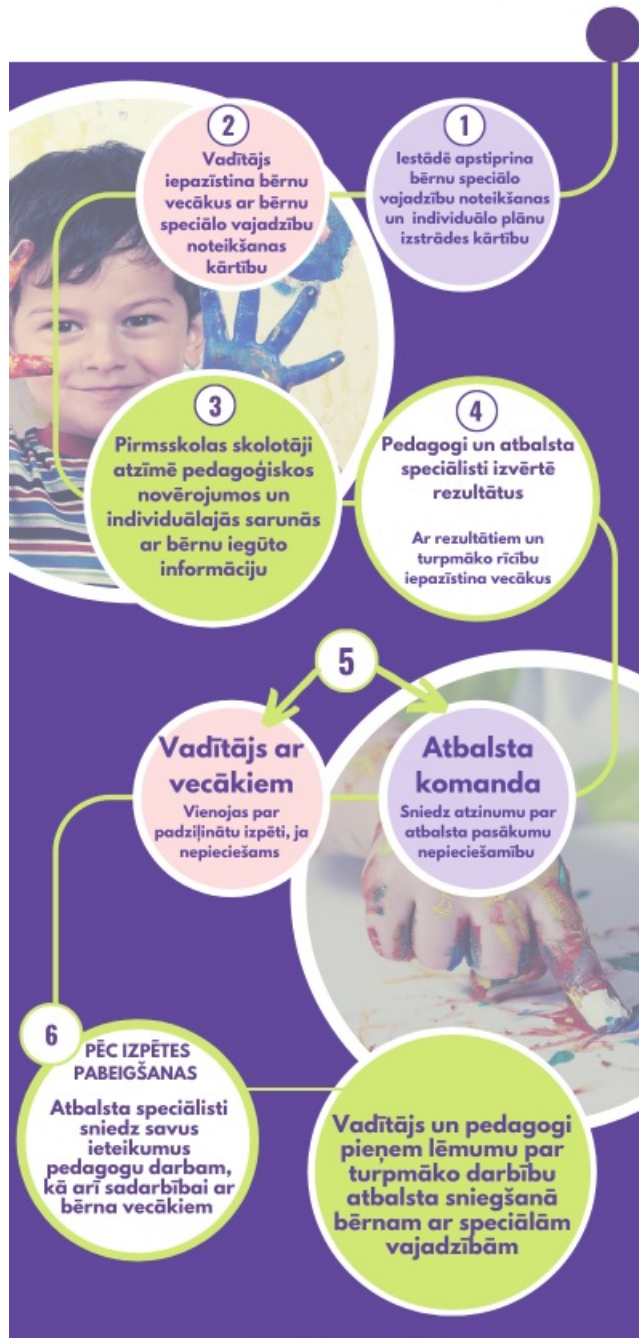 1
Iestādē apstiprina
bērnu speciālo
vajadzību noteikšanas
un individuālo plānu
izstrādes kārtību
2
Vadītājs
iepazīstina bērnu
vecākus ar bērnu
speciālo vajadzību
noteikšanas
kārtību
3
Pirmsskolas skolotāji
atzīmē pedagoģiskos
novērojumos un
individuālajās sarunās
ar bērnu iegūto
informāciju
4
Pedagogi un atbalsta
speciālisti izvērtē
rezultātus
Ar rezultātiem un
turpmāko rīcību
iepazīstina vecākus
5
Vadītājs ar
vecākiem
Vienojas par
padziļinātu izpēti, ja
nepieciešams
Atbalsta
komanda
Sniedz atzinumu par
atbalsta pasākumu
nepieciešamību
6
PĒC IZPĒTES
PABEIGŠANAS
Atbalsta speciālisti
sniedz savus
ieteikumus
pedagogu darbam,
kā arī sadarbībai ar
bērna vecākiem
Vadītājs un pedagogi
pieņem lēmumu par
turpmāko darbību
atbalsta sniegšanā
bērnam ar speciālām
vajadzībām